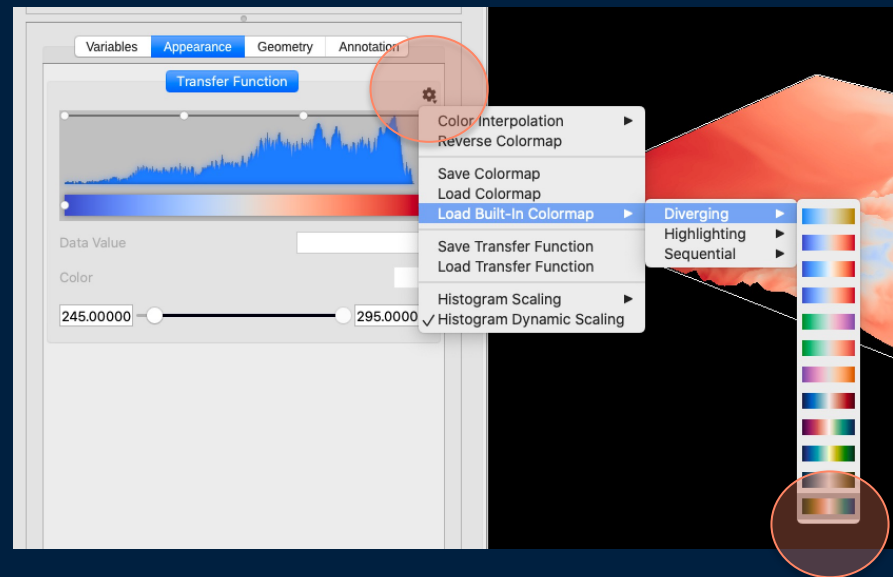 Variables Appearance Geometry Annotation
Transfer Function
Color Interpolation
Reverse Colormap
Save Colormap
Load Colormap
Load Built-In Colormap
Diverging
Highlighting
Sequential
Save Transfer Function
Load Transfer Function
Histogram Scaling
Histogram Dynamic Scaling
Data Value
Color
245.00000
295.0000